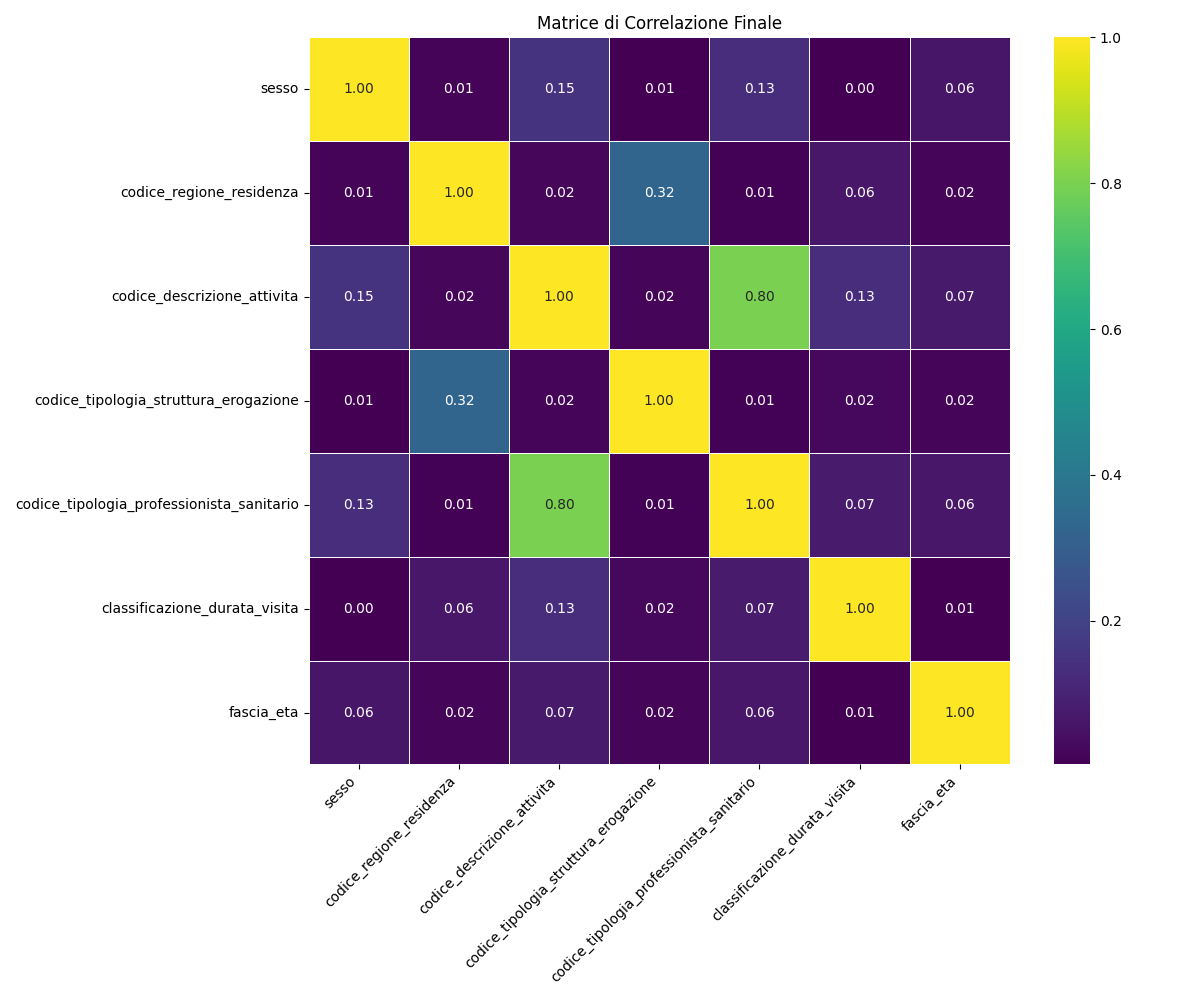 Matrice di Correlazione Finale
sesso
1.00 0.01 0.15 0.01 0.13 0.00 0.06
codice_regione_residenza
0.01 1.00 0.02 0.32 0.01 0.06 0.02
codice_descrizione_attivita
0.15 0.02 1.00 0.02 0.80 0.13 0.07
codice_tipologia_struttura_erogazione
0.01 0.32 0.02 1.00 0.01 0.02 0.02
codice_tipologia_professionista_sanitario
0.13 0.01 0.80 0.01 1.00 0.07 0.06
classificazione_durata_visita
0.00 0.06 0.13 0.02 0.07 1.00 0.01
fascia_eta
0.06 0.02 0.07 0.02 0.06 0.01 1.00
sesso
codice_regione_residenza
codice_descrizione_attivita
codice_tipologia_struttura_erogazione
codice_tipologia_professionista_sanitario
classificazione_durata_visita
fascia_eta
1.0
0.8
0.6
0.4
0.2